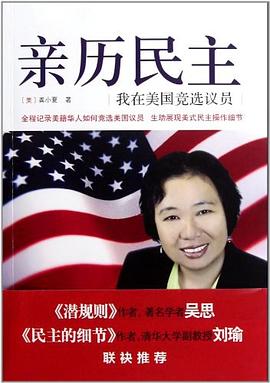 亲历民主
我在美国竞选议员
［美］龚小夏 著
全程记录美籍华人如何竞选美国议员 生动展现美式民主操作细节
《潜规则》作者、著名学者吴思
《民主的细节》作者、清华大学副教授刘瑜
联袂推荐